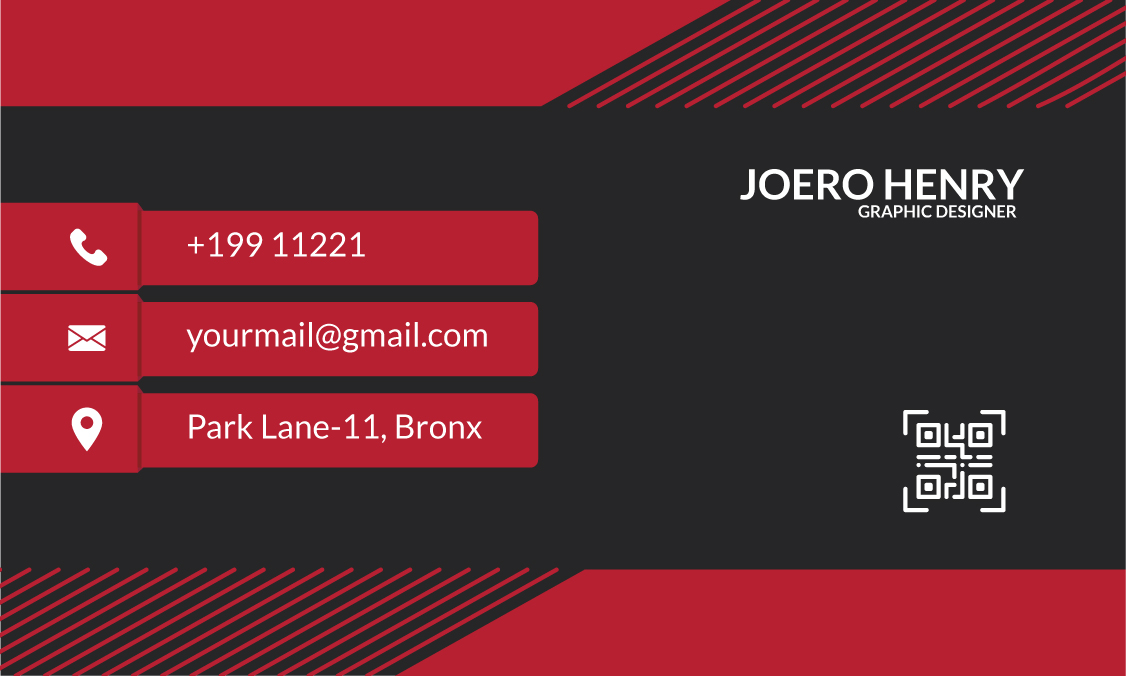 JOERO HENRY
GRAPHIC DESIGNER
+199 11221
yourmail@gmail.com
Park Lane-11, Bronx